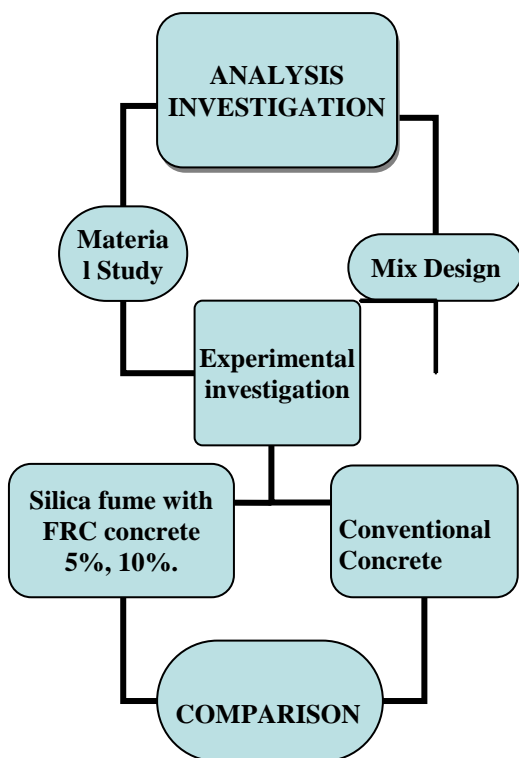 ANALYSIS
INVESTIGATION
Materia
l Study
Mix Design
Experimental
investigation
Silica fume with
FRC concrete
5%, 10%.
Conventional
Concrete
COMPARISON